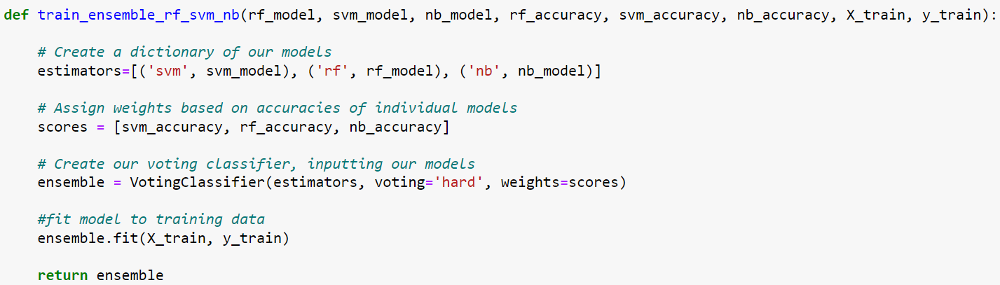 def train_ensemble_rf_svm_nb(rf_model, svm_model, nb_model, rf_accuracy, svm_accuracy, nb_accuracy, X_train, y_train):
    # Create a dictionary of our models
    estimators=[('svm', svm_model), ('rf', rf_model), ('nb', nb_model)]
    # Assign weights based on accuracies of individual models
    scores = [svm_accuracy, rf_accuracy, nb_accuracy]
    # Create our voting classifier, inputting our models
    ensemble = VotingClassifier(estimators, voting='hard', weights=scores)
    #fit model to training data
    ensemble.fit(X_train, y_train)
    return ensemble